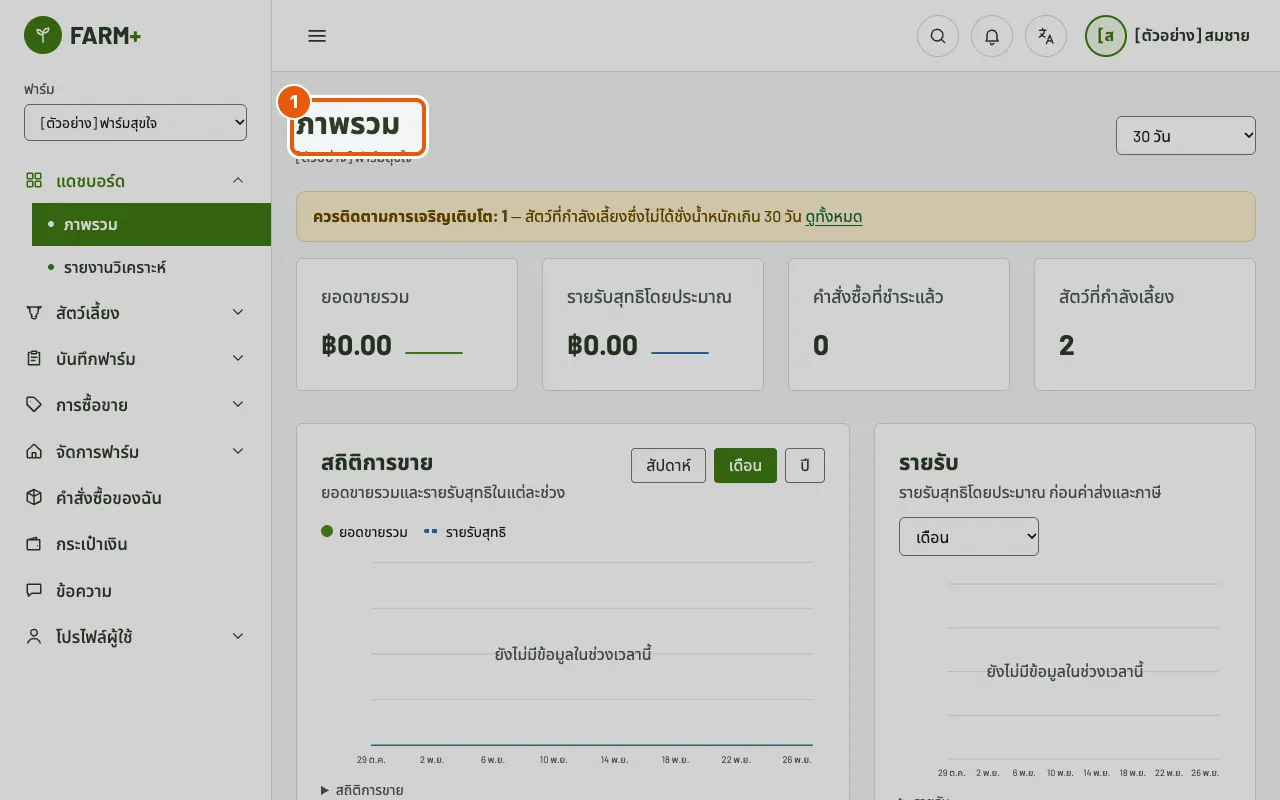 FARM+
[ส
[ตัวอย่าง] สมชาย
ฟาร์ม
[ตัวอย่าง] ฟาร์มสุขใจ
แดชบอร์ด
ภาพรวม
รายงานวิเคราะห์
สัตว์เลี้ยง
บันทึกฟาร์ม
การซื้อขาย
จัดการฟาร์ม
คำสั่งซื้อของฉัน
กระเป๋าเงิน
ข้อความ
โปรไฟล์ผู้ใช้
1
ภาพรวม
[ตัวอย่าง] ฟาร์มสุขใจ
30 วัน
ควรติดตามการเจริญเติบโต: 1 — สัตว์ที่กำลังเลี้ยงซึ่งไม่ได้ชั่งน้ำหนักเกิน 30 วัน ดูทั้งหมด
ยอดขายรวม
฿0.00
รายรับสุทธิโดยประมาณ
฿0.00
คำสั่งซื้อที่ชำระแล้ว
0
สัตว์ที่กำลังเลี้ยง
2
สถิติการขาย
ยอดขายรวมและรายรับสุทธิในแต่ละช่วง
สัปดาห์ เดือน ปี
ยอดขายรวม รายรับสุทธิ
ยังไม่มีข้อมูลในช่วงเวลานี้
29 ต.ค. 2 พ.ย. 6 พ.ย. 10 พ.ย. 14 พ.ย. 18 พ.ย. 22 พ.ย. 26 พ.ย.
สถิติการขาย
รายรับ
รายรับสุทธิโดยประมาณ ก่อนค่าส่งและภาษี
เดือน
ยังไม่มีข้อมูลในช่วงเวลานี้
29 ต.ค. 2 พ.ย. 6 พ.ย. 10 พ.ย. 14 พ.ย. 18 พ.ย. 22 พ.ย. 26 พ.ย.